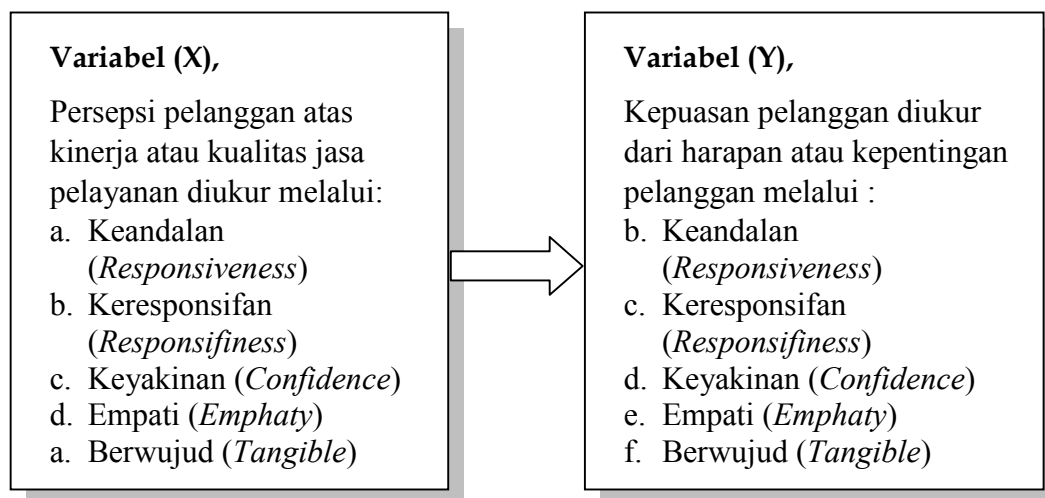 Variabel (X),
Persepsi pelanggan atas
kinerja atau kualitas jasa
pelayanan diukur melalui:
a. Keandalan
(Responsiveness)
b. Keresponsifan
(Responsifiness)
c. Keyakinan (Confidence)
d. Empati (Emphaty)
a. Berwujud (Tangible)
Variabel (Y),
Kepuasan pelanggan diukur
dari harapan atau kepentingan
pelanggan melalui :
b. Keandalan
(Responsiveness)
c. Keresponsifan
(Responsifiness)
d. Keyakinan (Confidence)
e. Empati (Emphaty)
f. Berwujud (Tangible)